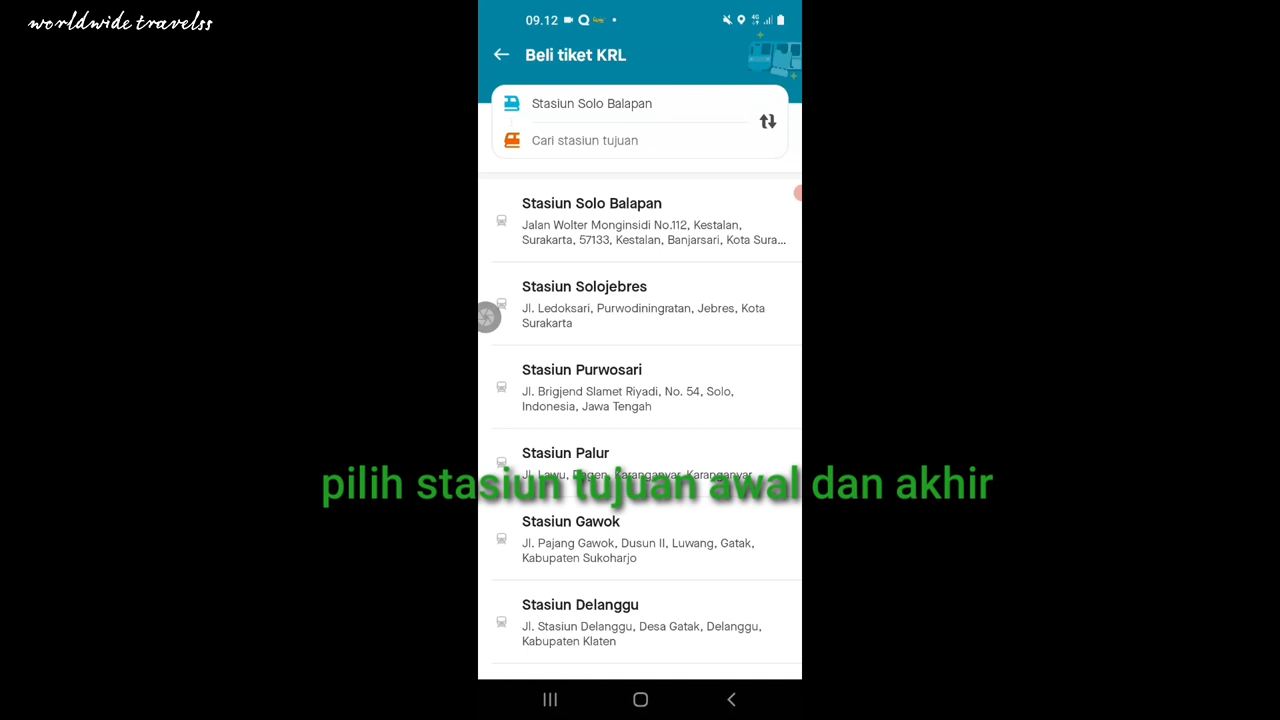 worldwide travelss
09.12
4G
Beli tiket KRL
Stasiun Solo Balapan
Cari stasiun tujuan
Stasiun Solo Balapan
Jalan Wolter Monginsidi No.112, Kestalan,
Surakarta, 57133, Kestalan, Banjarsari, Kota Sura...
Stasiun Solojebres
Jl. Ledoksari, Purwodiningratan, Jebres, Kota
Surakarta
Stasiun Purwosari
Jl. Brigjend Slamet Riyadi, No. 54, Solo,
Indonesia, Jawa Tengah
Stasiun Palur
Jl. Lawu, Dagen, Karanganyar, Karanganyar
pilih stasiun tujuan awal dan akhir
Stasiun Gawok
Jl. Pajang Gawok, Dusun II, Luwang, Gatak,
Kabupaten Sukoharjo
Stasiun Delanggu
Jl. Stasiun Delanggu, Desa Gatak, Delanggu,
Kabupaten Klaten